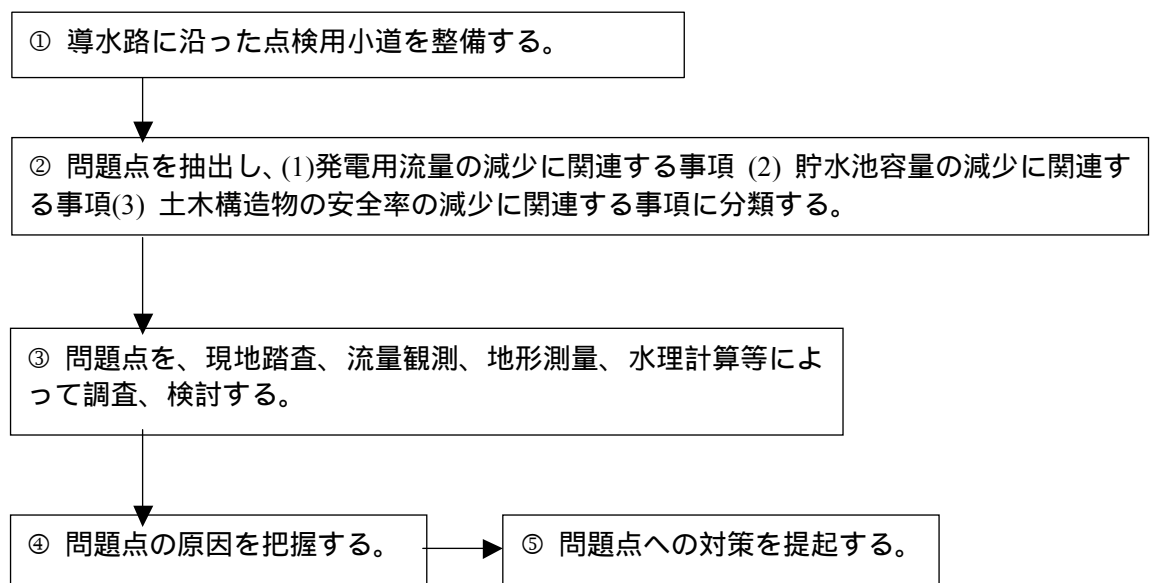 ① 導水路に沿った点検用小道を整備する。
② 問題点を抽出し、(1)発電用流量の減少に関連する事項 (2) 貯水池容量の減少に関連す
る事項(3) 土木構造物の安全率の減少に関連する事項に分類する。
③ 問題点を、現地踏査、流量観測、地形測量、水理計算等によ
って調査、検討する。
④ 問題点の原因を把握する。
⑤ 問題点への対策を提起する。